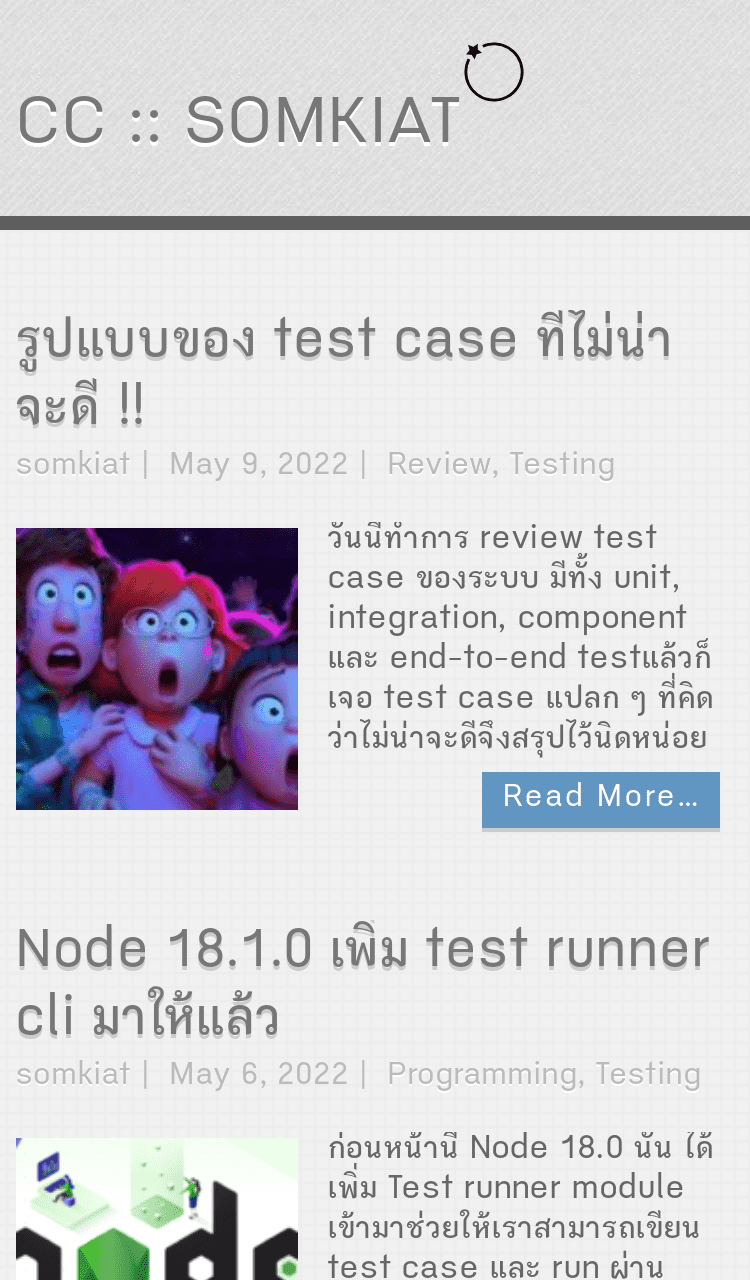 CC :: SOMKIAT
รูปแบบของ test case ที่ไม่น่า
จะดี !!
somkiat | May 9, 2022 | Review, Testing
วันนี้ทำการ review test
case ของระบบ มีทั้ง unit,
integration, component
และ end-to-end testแล้วก็
เจอ test case แปลก ๆ ที่คิด
ว่าไม่น่าจะดีจึงสรุปไว้นิดหน่อย
Read More...
Node 18.1.0 เพิ่ม test runner
cli มาให้แล้ว
somkiat | May 6, 2022 | Programming, Testing
ก่อนหน้านี้ Node 18.0 นั้น ได้
เพิ่ม Test runner module
เข้ามาช่วยให้เราสามารถเขียน
test case และ run ผ่าน